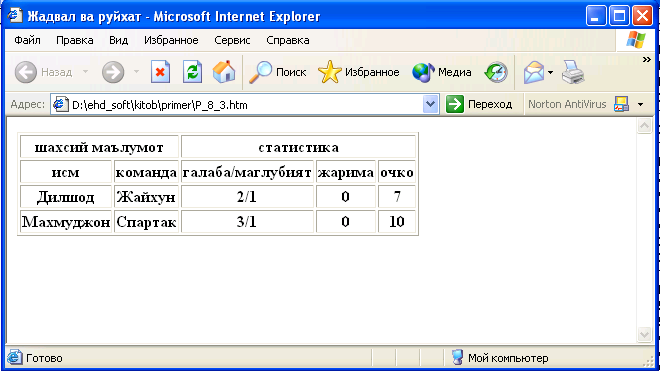 Жадвал ва руйхат - Microsoft Internet Explorer
Файл Правка Вид Избранное Сервис Справка
Назад Поиск Избранное Медиа
Адрес: D:\ehd_soft\kitob\primer\P_8_3.htm Переход Norton AntiVirus
шахсий маълумот статистика
исм команда галаба/маглубият жарима очко
Дилшод Жайхун 2/1 0 7
Махмуджон Спартак 3/1 0 10
Готово Мой компьютер